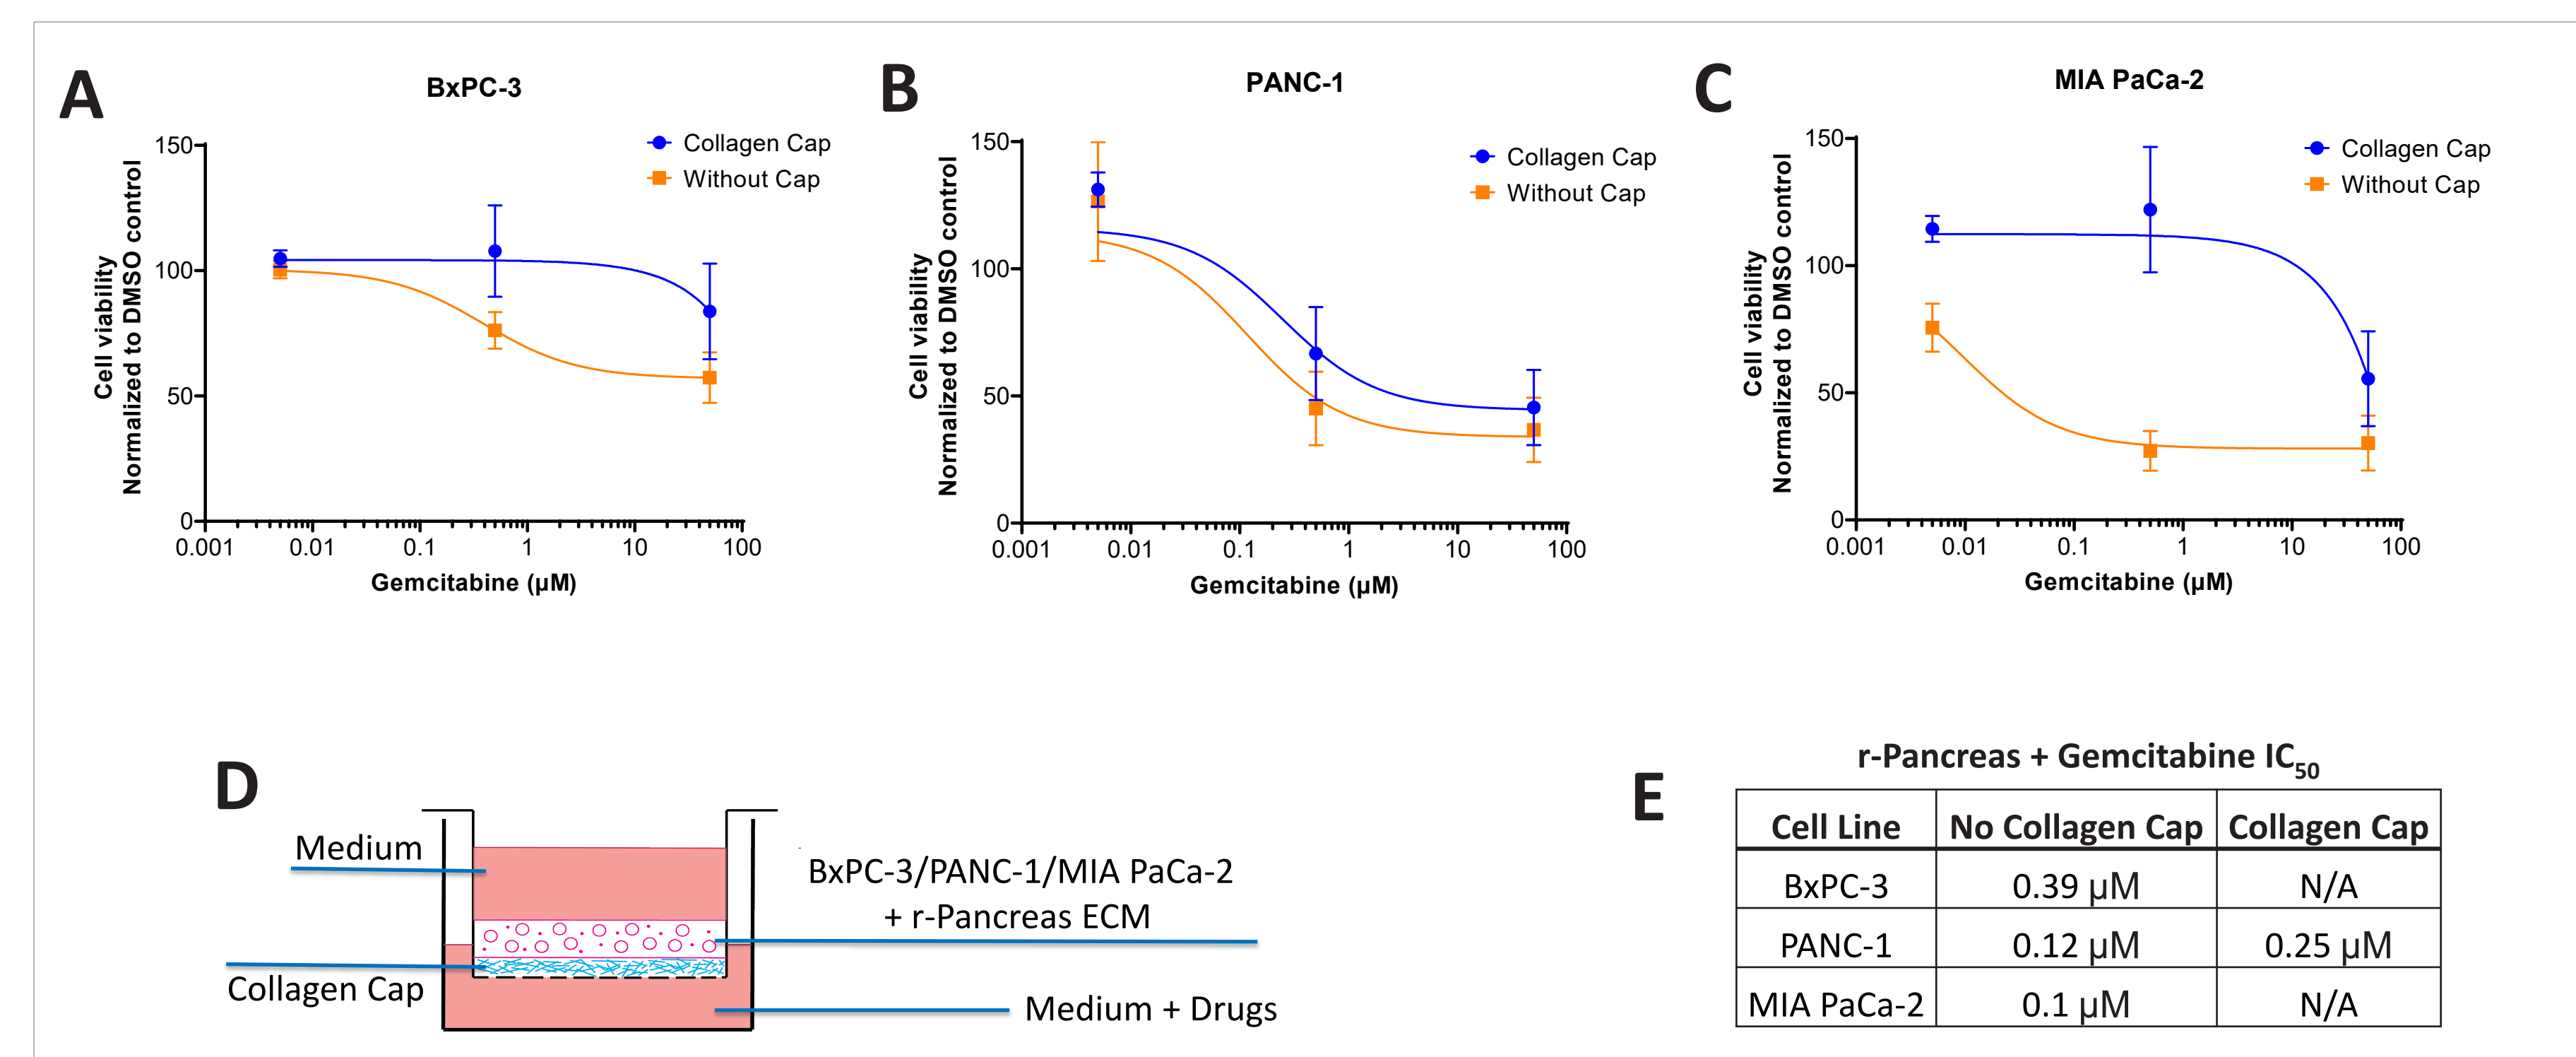 A
BxPC-3
Cell viability
Normalized to DMSO control
150
100
50
0
0.001
0.01
0.1
1
10
100
Gemcitabine (µM)
Collagen Cap
Without Cap
B
PANC-1
Cell viability
Normalized to DMSO control
150
100
50
0
0.001
0.01
0.1
1
10
100
Gemcitabine (µM)
Collagen Cap
Without Cap
C
MIA PaCa-2
Cell viability
Normalized to DMSO control
150
100
50
0
0.001
0.01
0.1
1
10
100
Gemcitabine (µM)
Collagen Cap
Without Cap
D
Medium
BxPC-3/PANC-1/MIA PaCa-2
+ r-Pancreas ECM
Collagen Cap
Medium + Drugs
E
r-Pancreas + Gemcitabine IC50
Cell Line No Collagen Cap Collagen Cap
BxPC-3 0.39 µM N/A
PANC-1 0.12 µM 0.25 µM
MIA PaCa-2 0.1 µM N/A